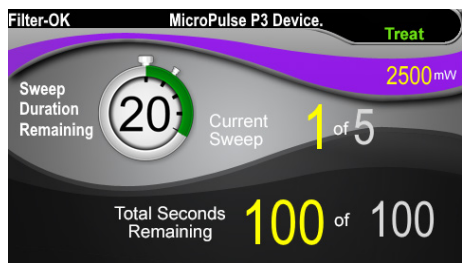 Filter-OK MicroPulse P3 Device.
Treat
2500mW
Sweep
Duration
Remaining
20
Current
Sweep
1 of 5
Total Seconds
Remaining
100 of 100